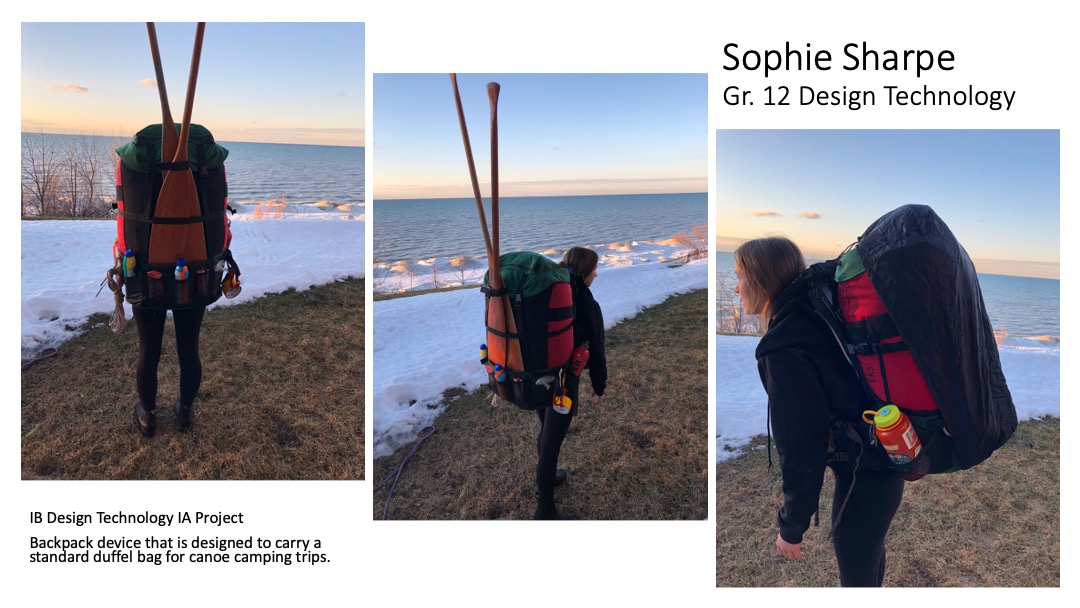 Sophie Sharpe
Gr. 12 Design Technology
IB Design Technology IA Project
Backpack device that is designed to carry a
standard duffel bag for canoe camping trips.